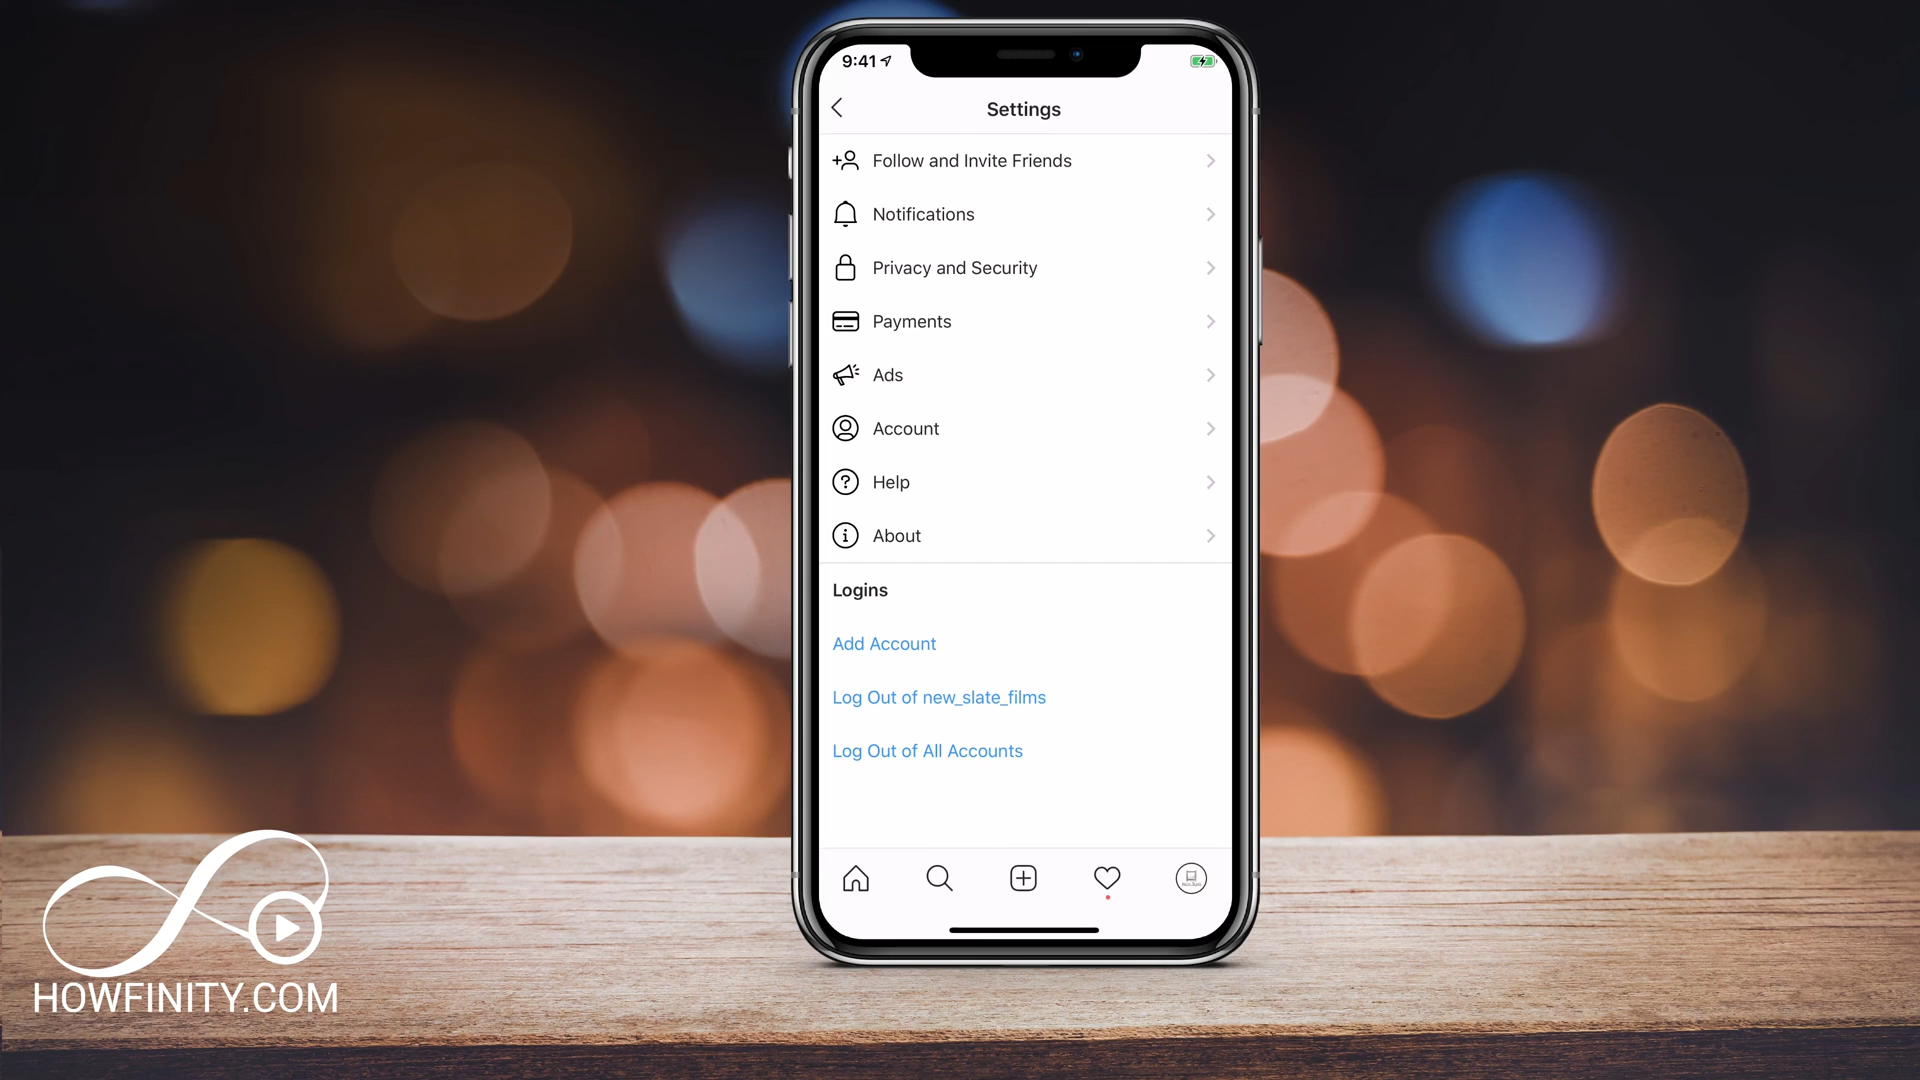 9:41
Settings
Follow and Invite Friends
Notifications
Privacy and Security
Payments
Ads
Account
Help
About
Logins
Add Account
Log Out of new_slate_films
Log Out of All Accounts
HOWFINITY.COM